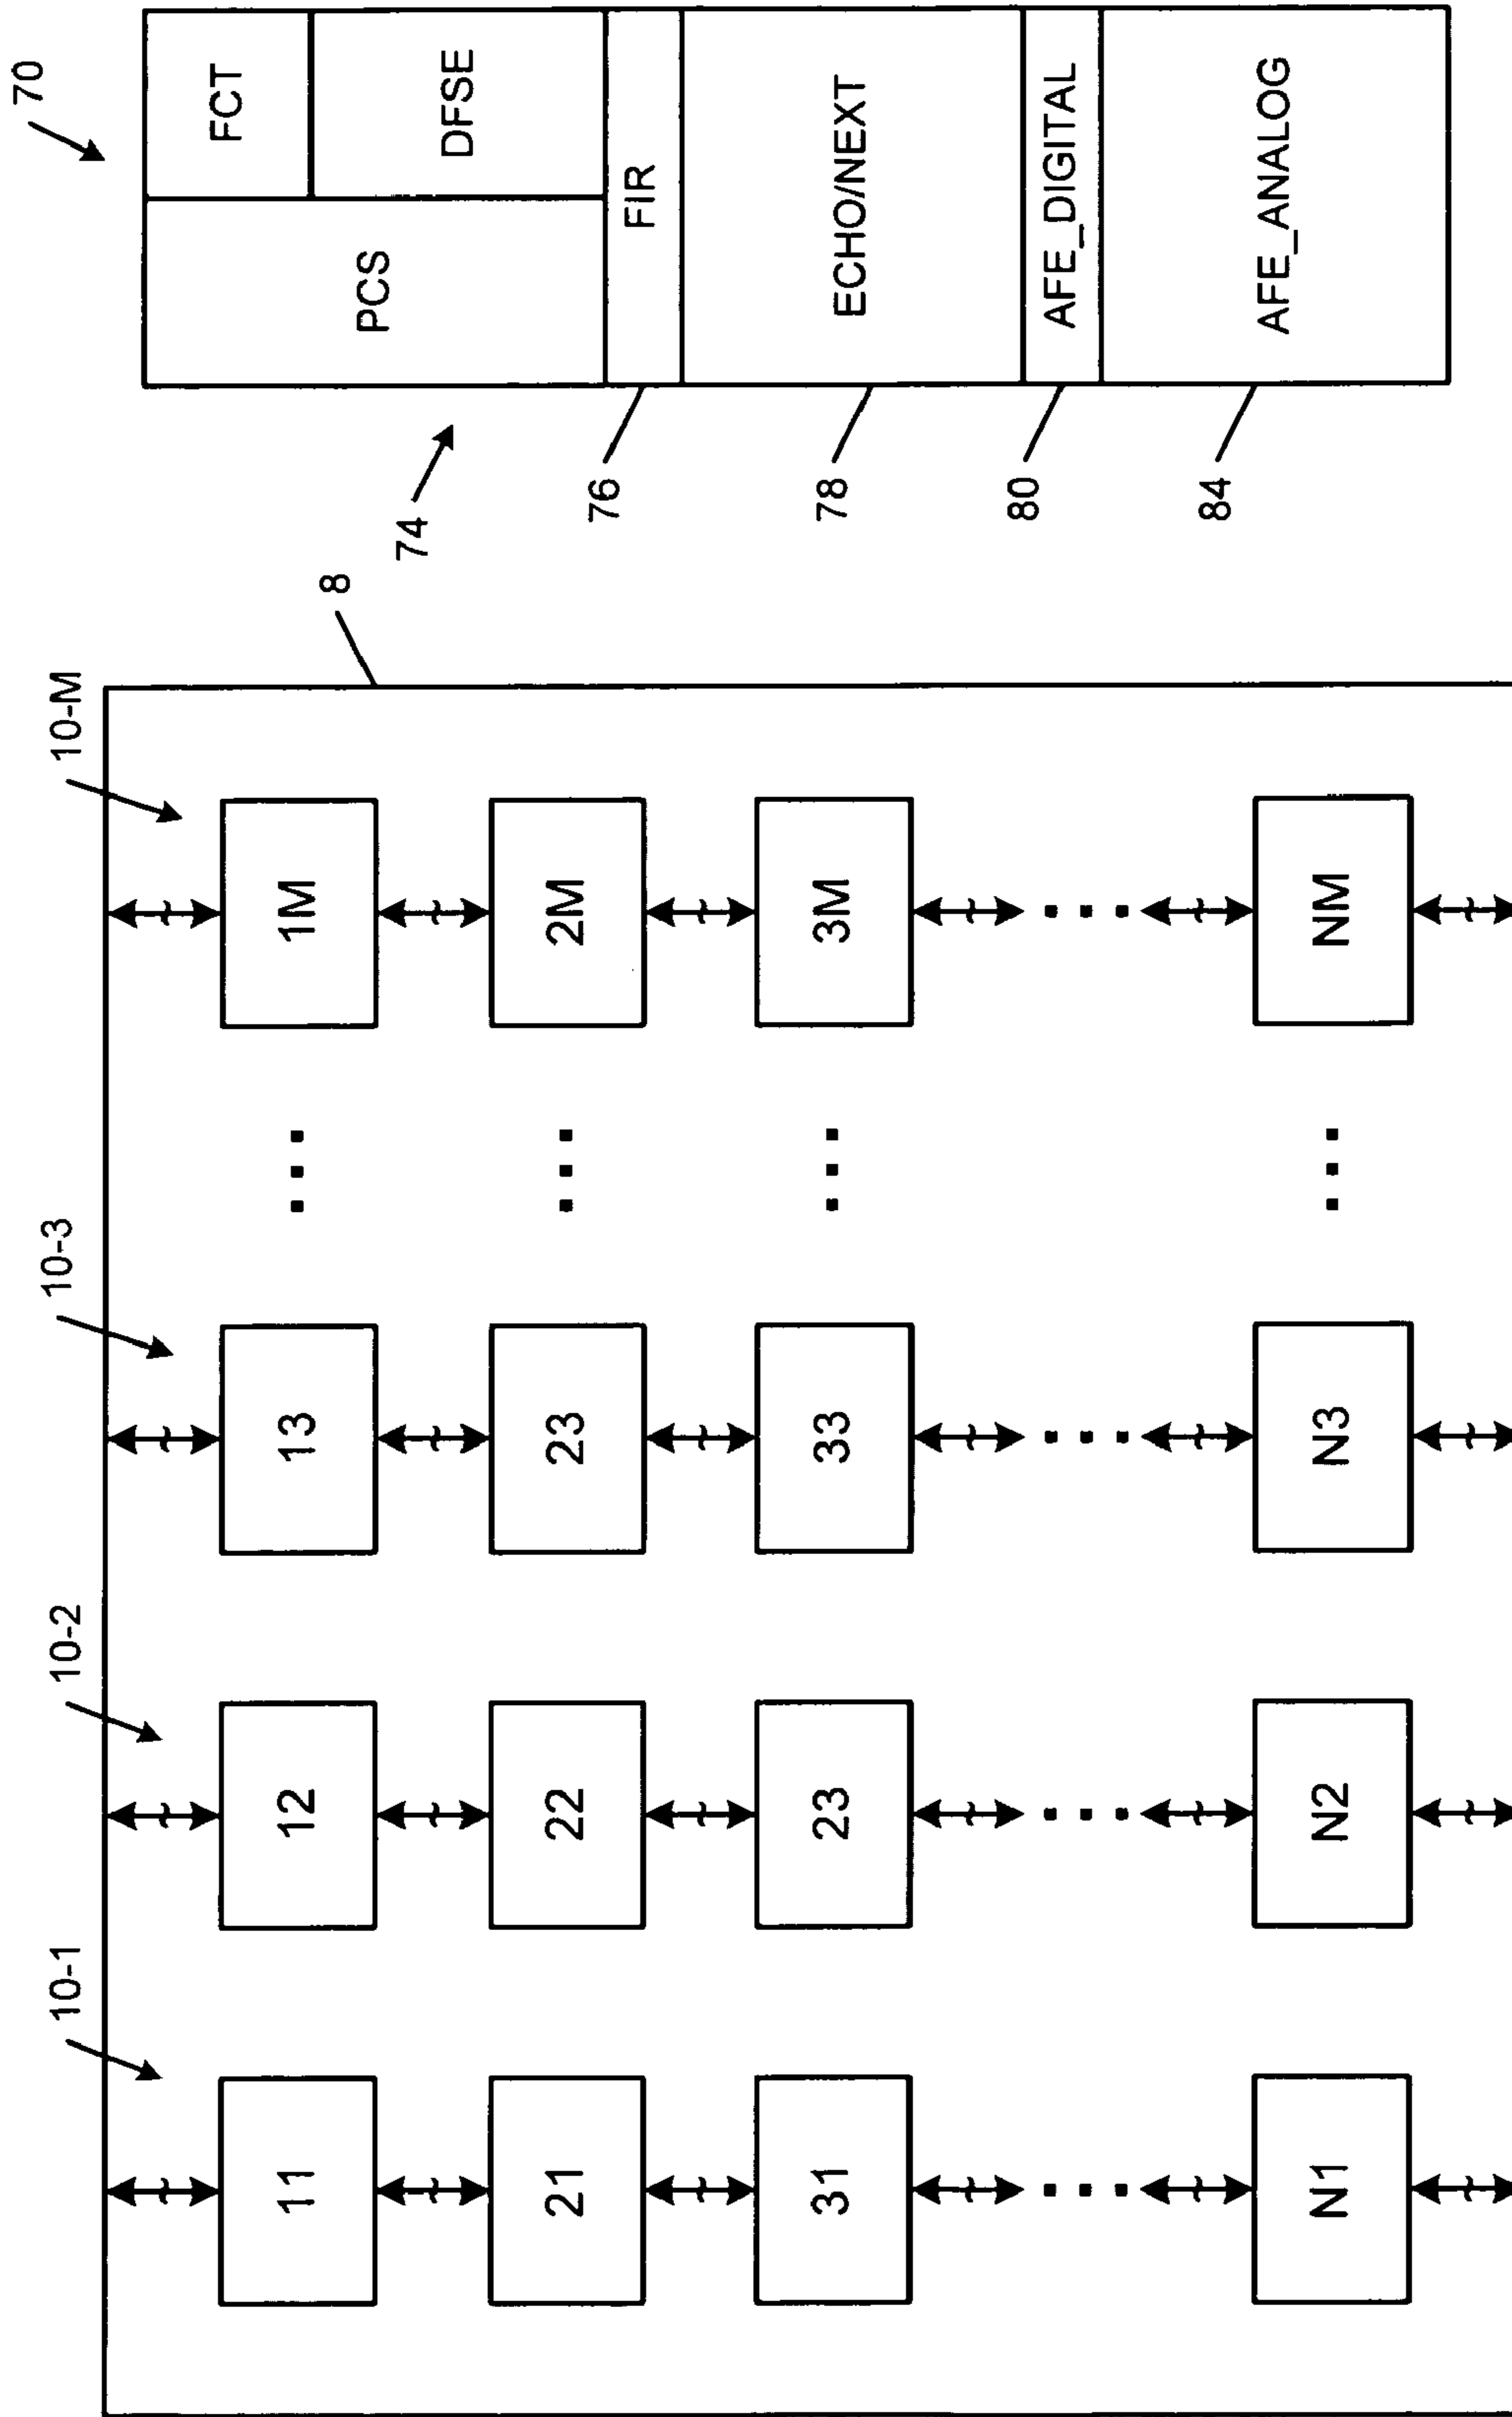 10-1
10-2
10-3
10-M
8
11
12
13
...
1M
21
22
23
...
2M
31
23
33
...
3M
... ... ... ...
N1
N2
N3
...
NM
70
74
PCS
FCT
DFSE
76
FIR
78
ECHO/NEXT
80
AFE_DIGITAL
84
AFE_ANALOG